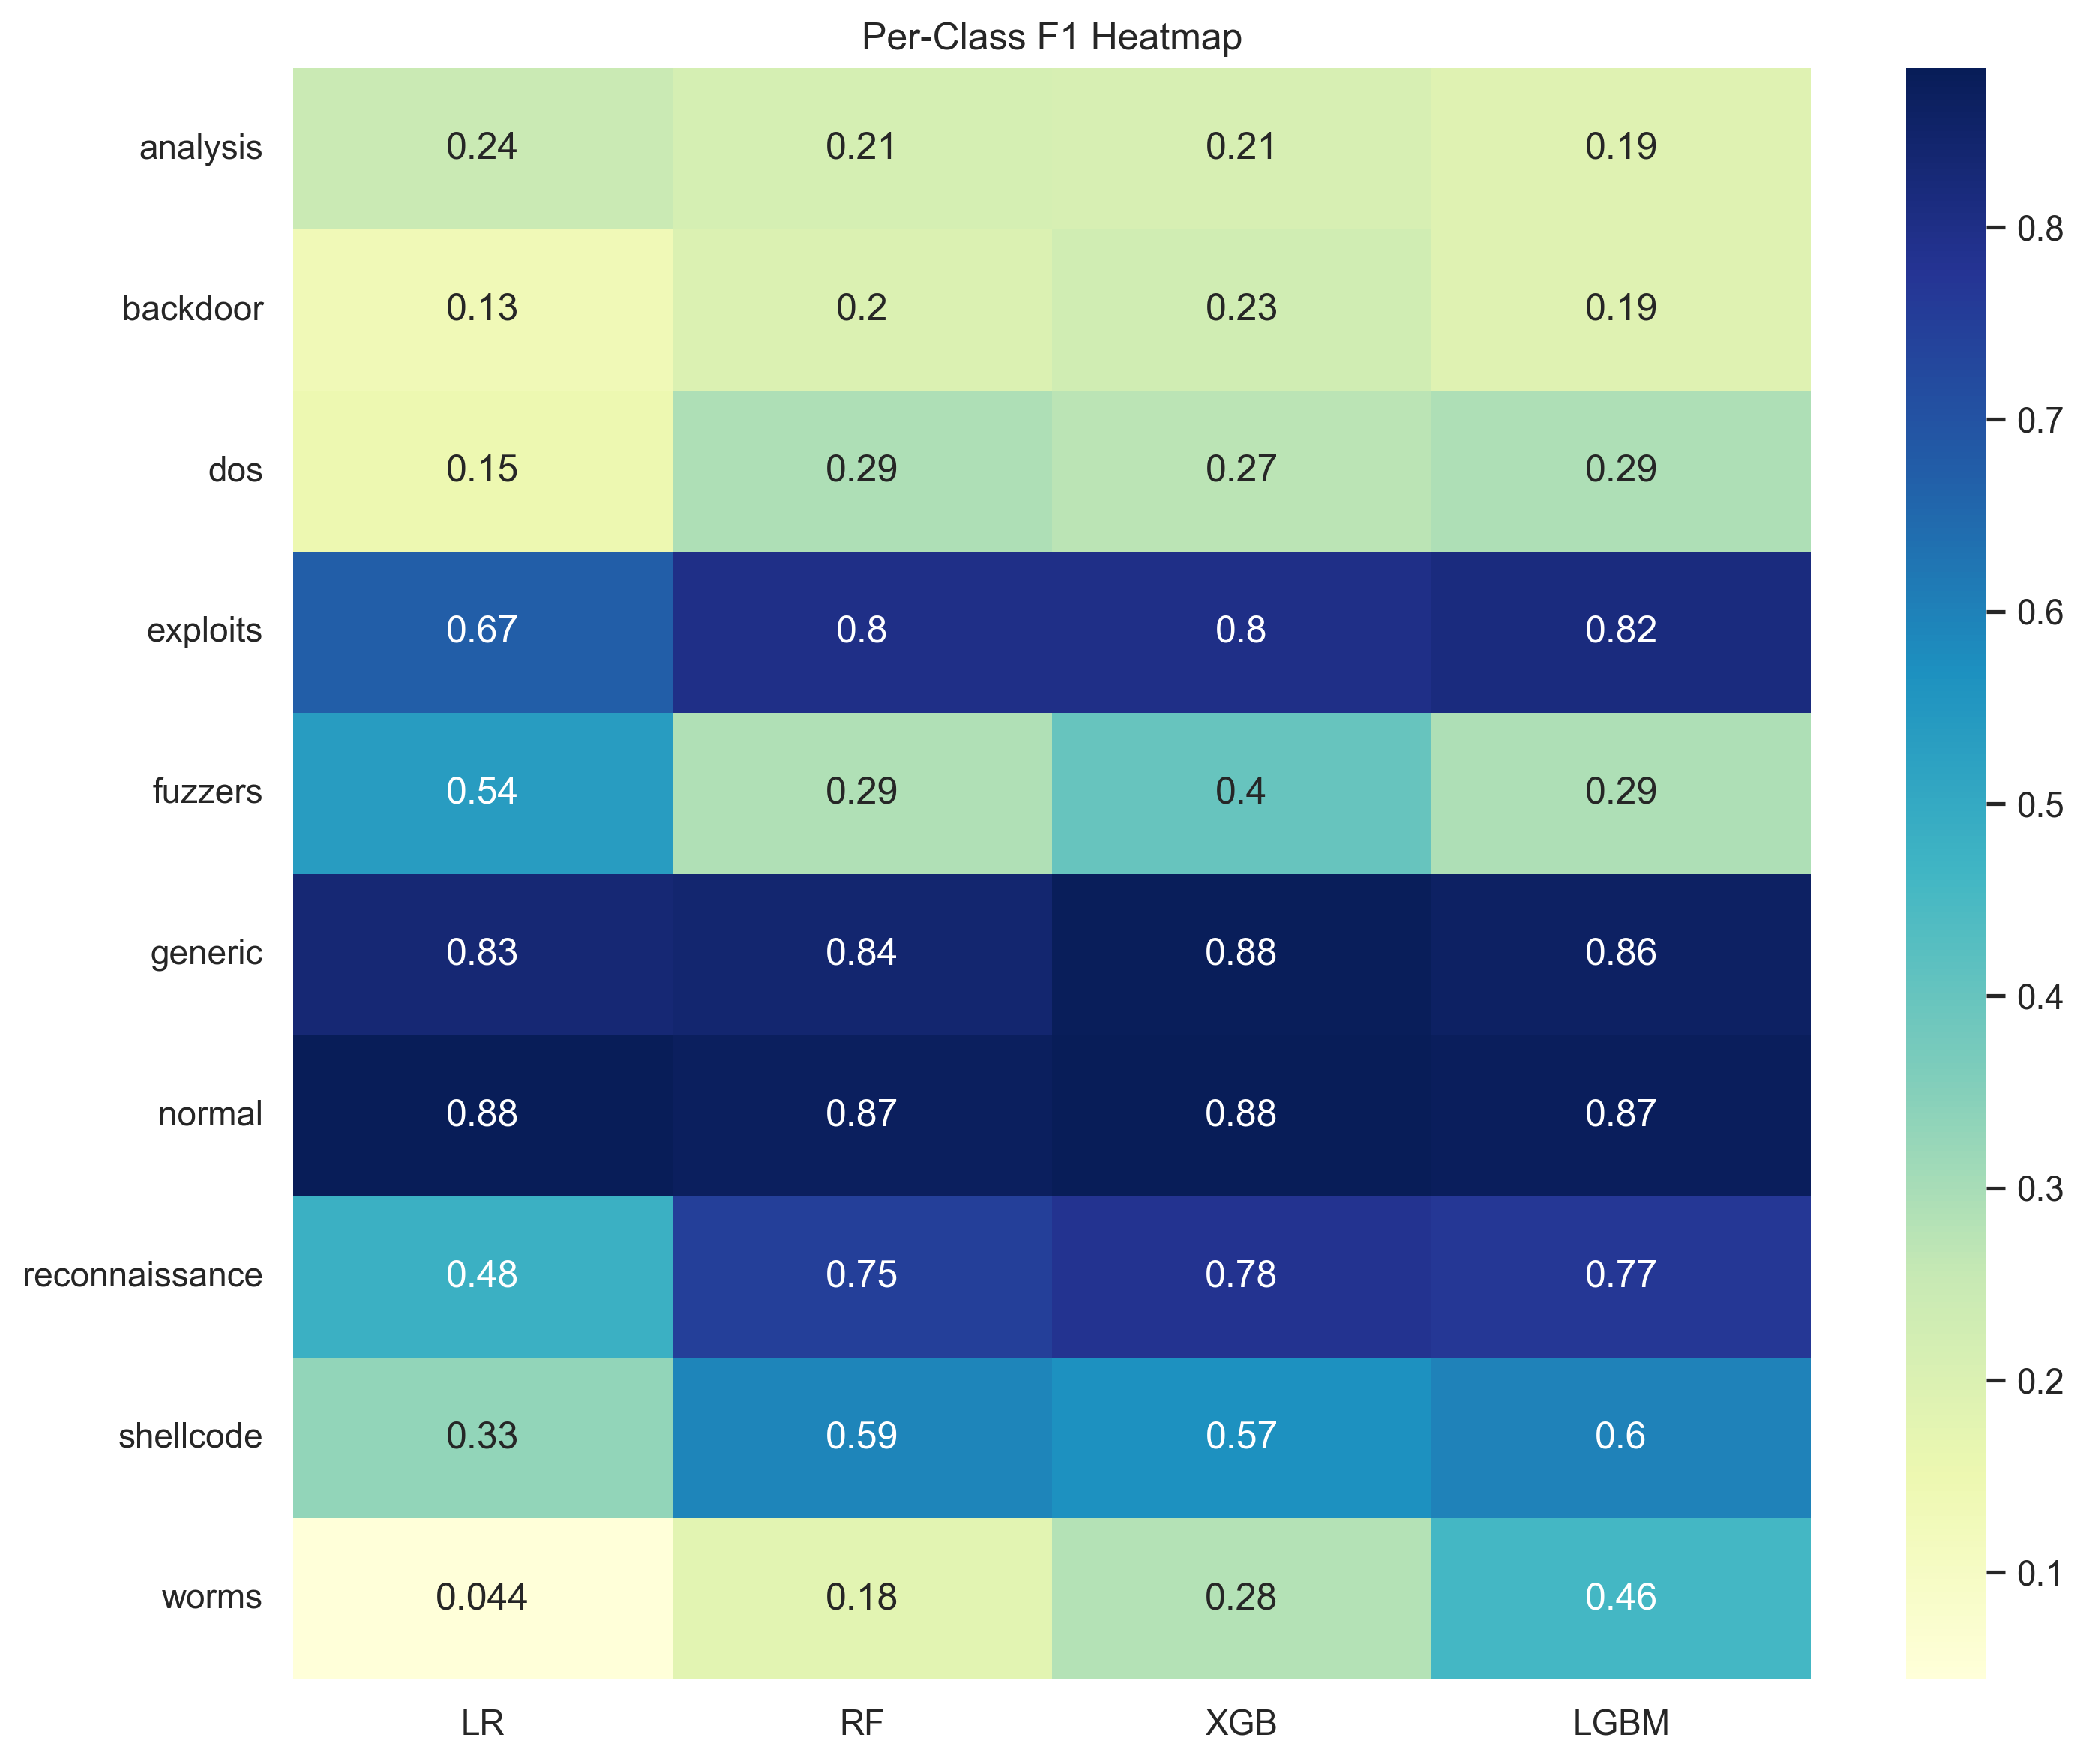 Per-Class F1 Heatmap
analysis 0.24 0.21 0.21 0.19
backdoor 0.13 0.2 0.23 0.19
dos 0.15 0.29 0.27 0.29
exploits 0.67 0.8 0.8 0.82
fuzzers 0.54 0.29 0.4 0.29
generic 0.83 0.84 0.88 0.86
normal 0.88 0.87 0.88 0.87
reconnaissance 0.48 0.75 0.78 0.77
shellcode 0.33 0.59 0.57 0.6
worms 0.044 0.18 0.28 0.46
LR RF XGB LGBM
0.8
0.7
0.6
0.5
0.4
0.3
0.2
0.1